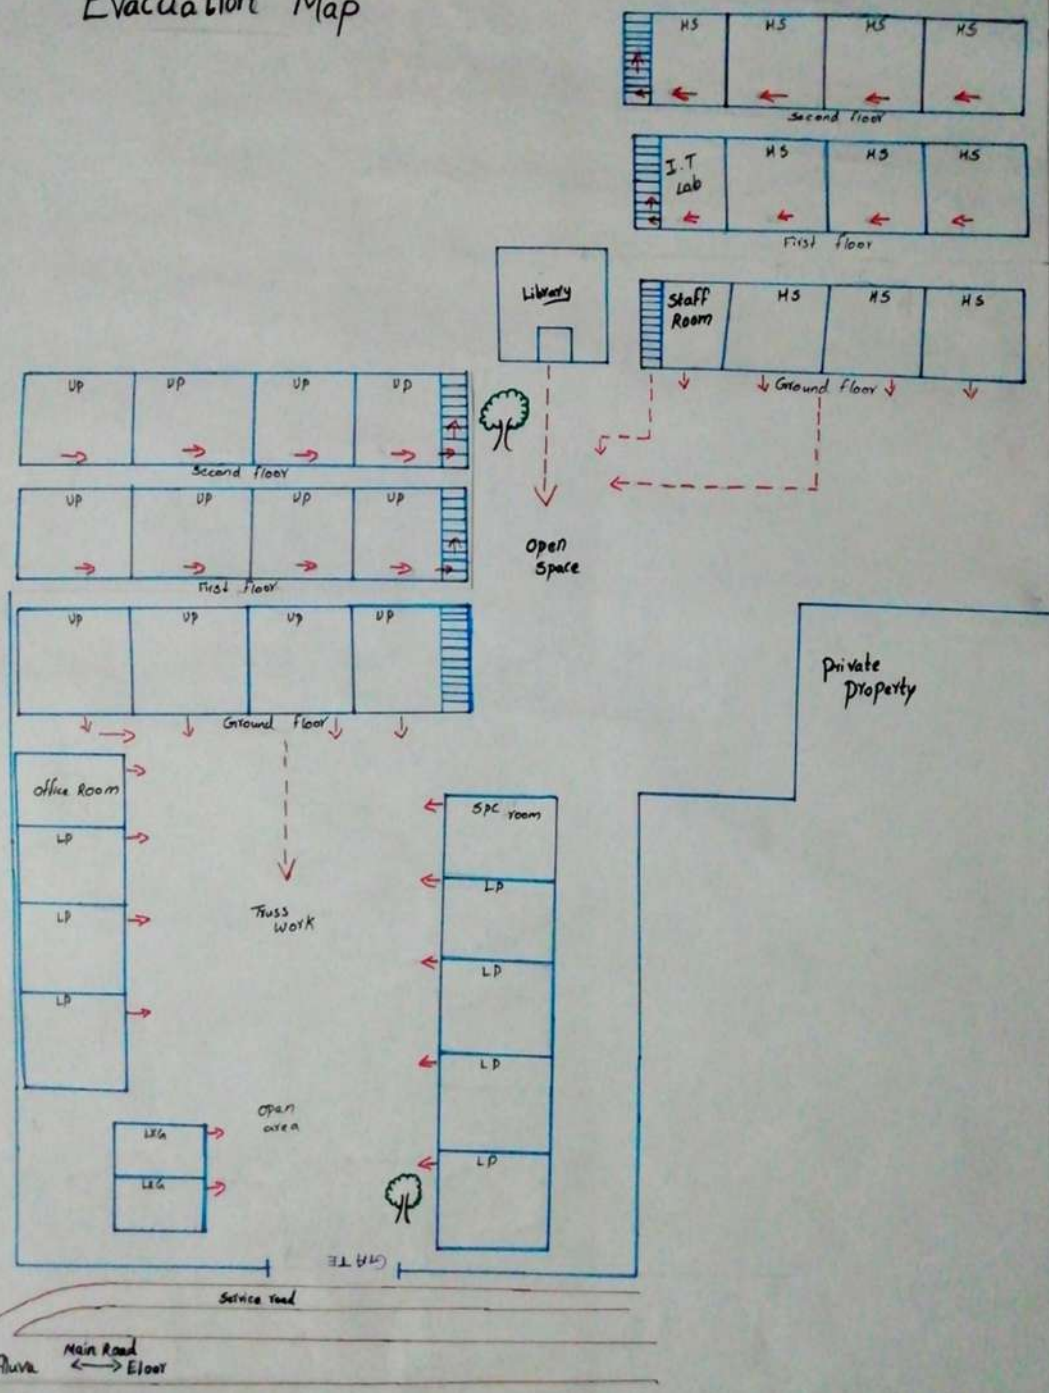 Evacuation Map
HS HS HS HS
Second floor
I.T
Lab
HS HS HS
First floor
Library
Staff
Room
HS HS HS
Ground floor
UP UP UP UP
Second floor
UP UP UP UP
First floor
Open
Space
UP UP UP UP
Ground floor
Private
Property
Office Room
LP
LP
LP
SPC room
LP
LP
LP
LP
Truss
work
Open
area
LKG
LKG
GATE
Service road
Main Road
Aluva Eloor